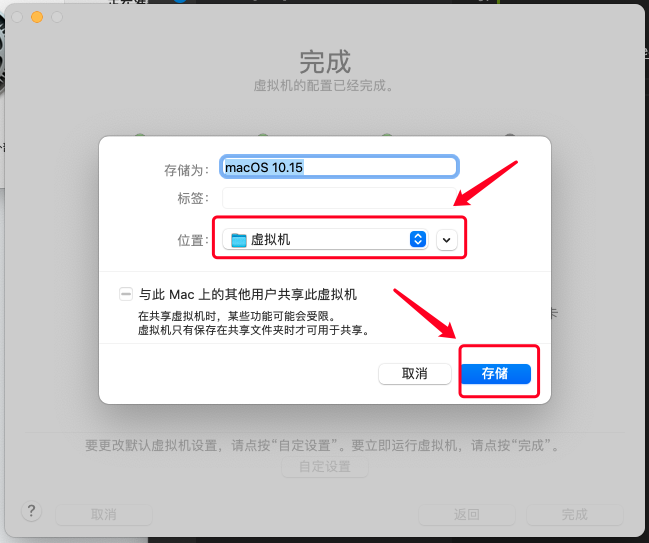 完成
虚拟机的配置已经完成。
存储为:
macOS 10.15
标签:
位置:
虚拟机
与此 Mac 上的其他用户共享此虚拟机
在共享虚拟机时，某些功能可能会受限。
虚拟机只有保存在共享文件夹时才可用于共享。
卡
取消
存储
要更改默认虚拟机设置，请点按“自定设置”。要立即运行虚拟机，请点按“完成”。
自定设置
?
取消
返回
完成